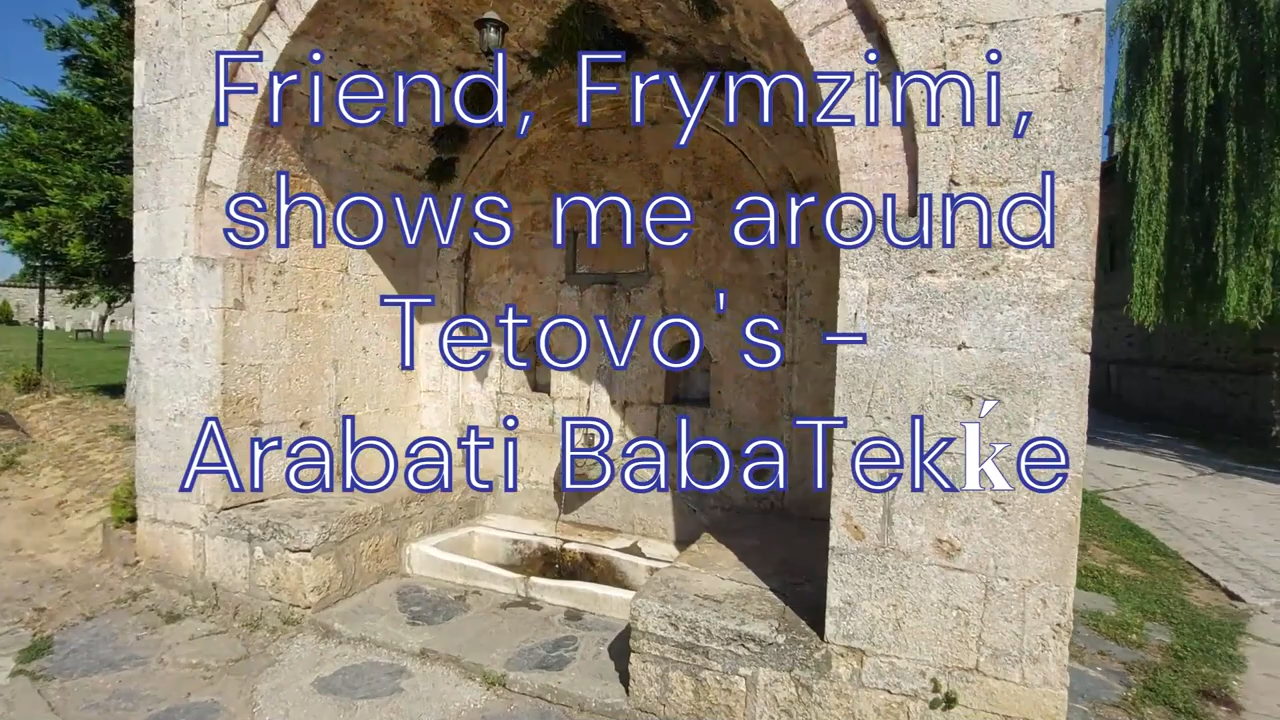 Friend, Frymzimi,
shows me around
Tetovo's -
Arabati BabaTekḱe